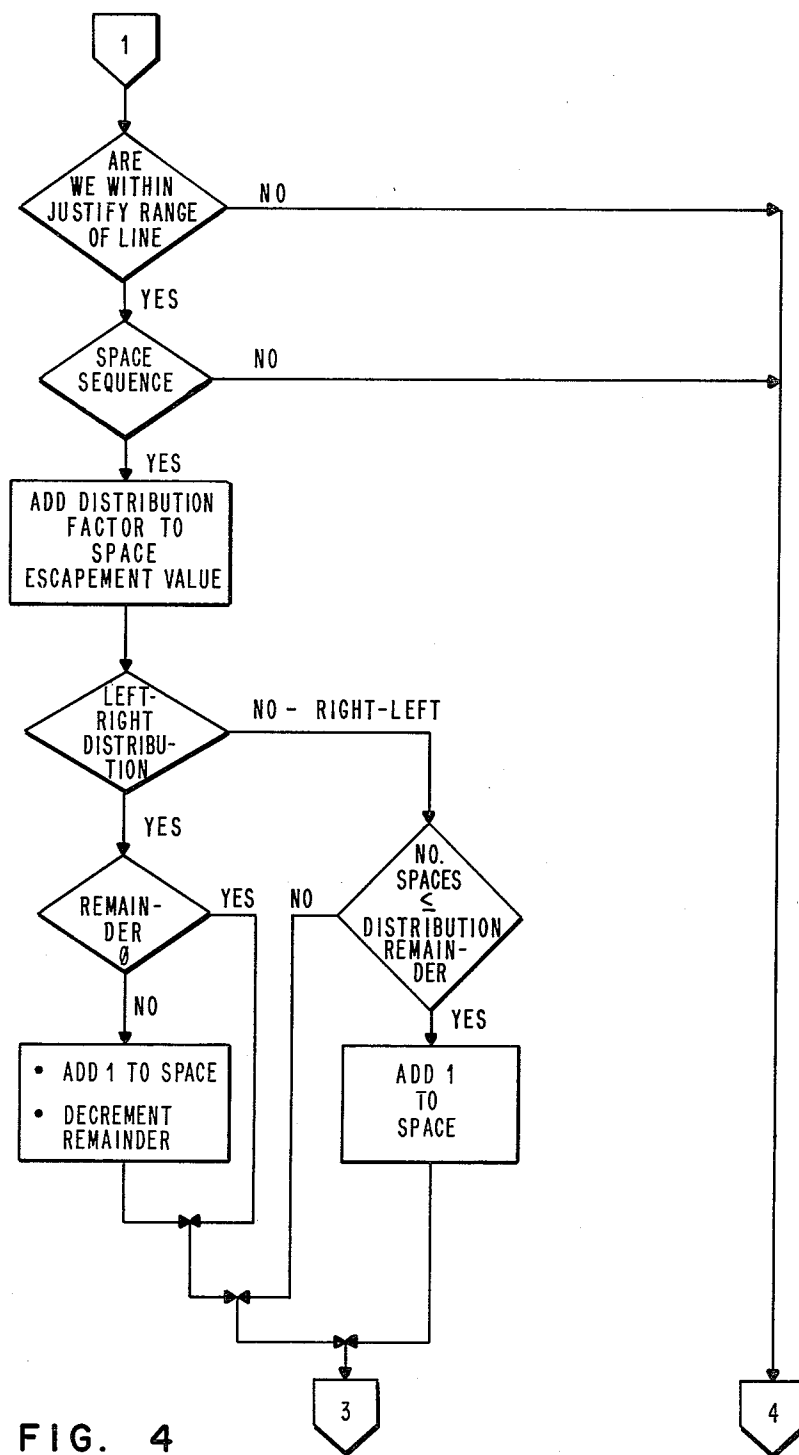 1
ARE
WE WITHIN
JUSTIFY RANGE
OF LINE
NO
YES
SPACE
SEQUENCE
NO
YES
ADD DISTRIBUTION
FACTOR TO
SPACE
ESCAPEMENT VALUE
LEFT-
RIGHT
DISTRIBU-
TION
NO - RIGHT-LEFT
YES
REMAIN-
DER
Ø
YES
NO
NO.
SPACES
≤
DISTRIBUTION
REMAIN-
DER
NO
YES
• ADD 1 TO SPACE
• DECREMENT
REMAINDER
ADD 1
TO
SPACE
3
4
FIG. 4